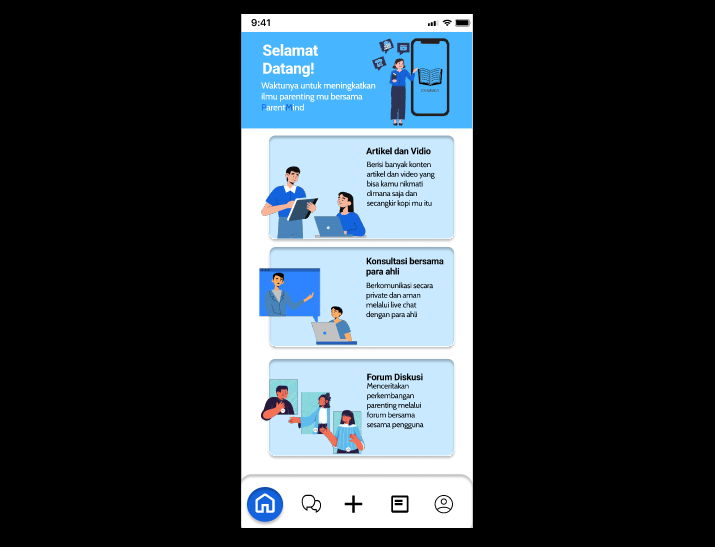 9:41
Selamat
Datang!
Waktunya untuk meningkatkan
ilmu parenting mu bersama
ParentMind
Artikel dan Vidio
Berisi banyak konten
artikel dan video yang
bisa kamu nikmati
dimana saja dan
secangkir kopi mu itu
Konsultasi bersama
para ahli
Berkomunikasi secara
private dan aman
melalui live chat
dengan para ahli
Forum Diskusi
Menceritakan
perkembangan
parenting melalui
forum bersama
sesama pengguna